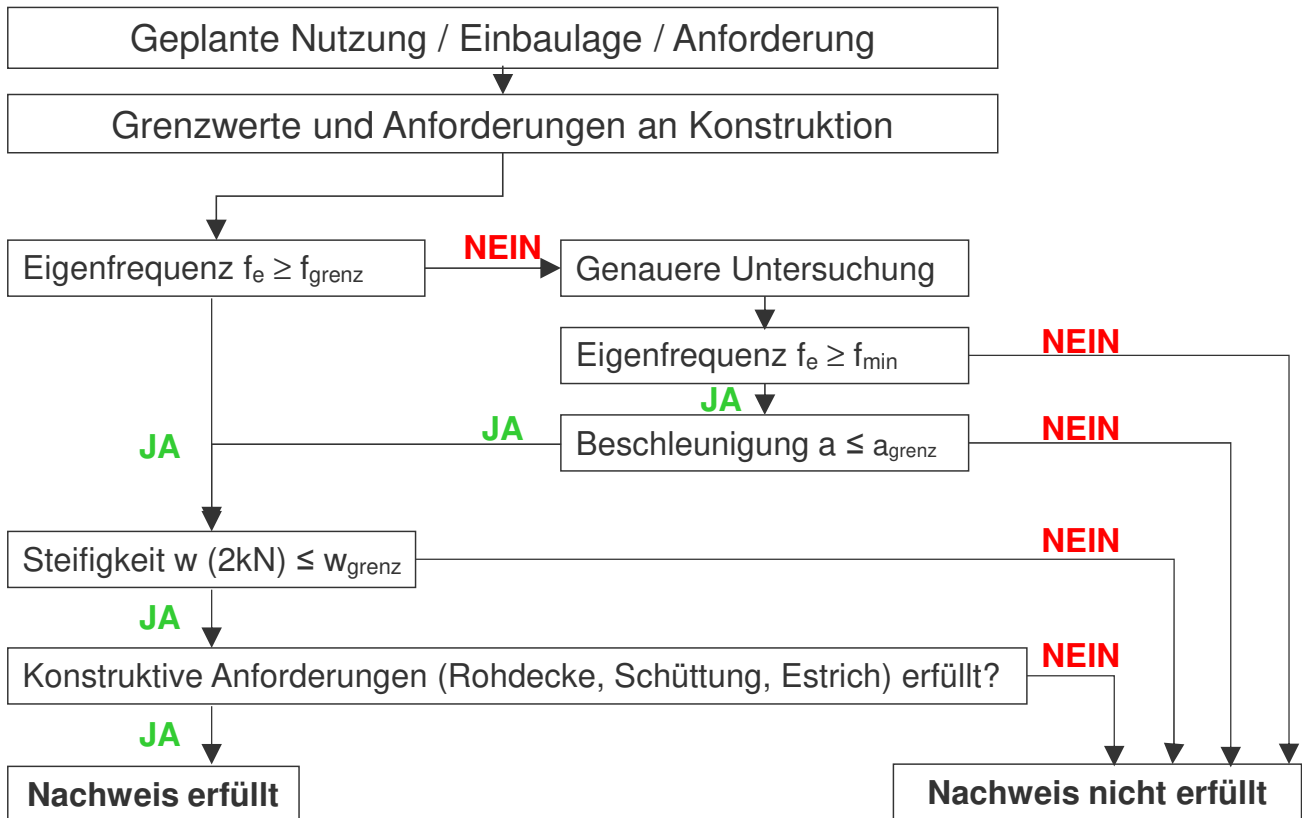 Geplante Nutzung / Einbaulage / Anforderung
Grenzwerte und Anforderungen an Konstruktion
Eigenfrequenz fe ≥ fgrenz
NEIN
Genauere Untersuchung
Eigenfrequenz fe ≥ fmin
NEIN
JA
JA
JA
Beschleunigung a ≤ agrenz
NEIN
Steifigkeit w (2kN) ≤ wgrenz
NEIN
JA
Konstruktive Anforderungen (Rohdecke, Schüttung, Estrich) erfüllt?
NEIN
JA
Nachweis erfüllt
Nachweis nicht erfüllt